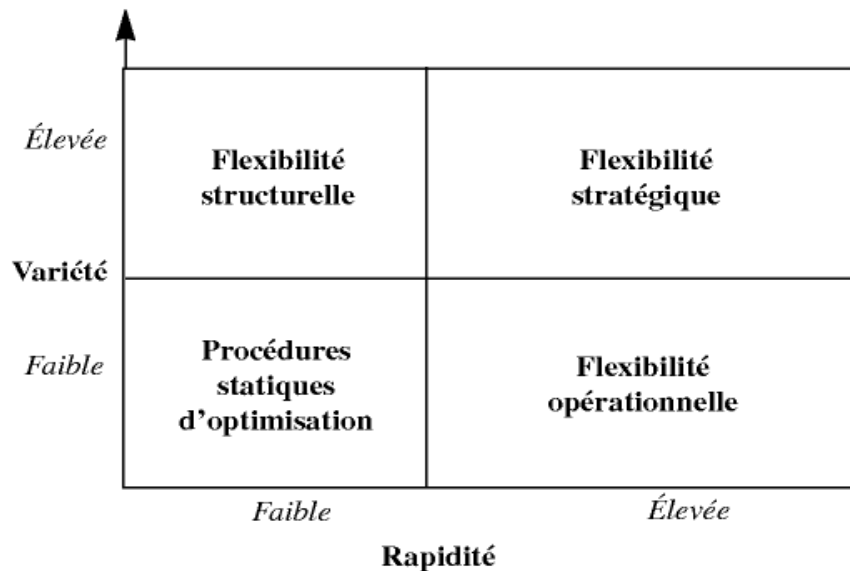 Élevée
Flexibilité
structurelle
Flexibilité
stratégique
Variété
Faible
Procédures
statiques
d’optimisation
Flexibilité
opérationnelle
Faible
Élevée
Rapidité